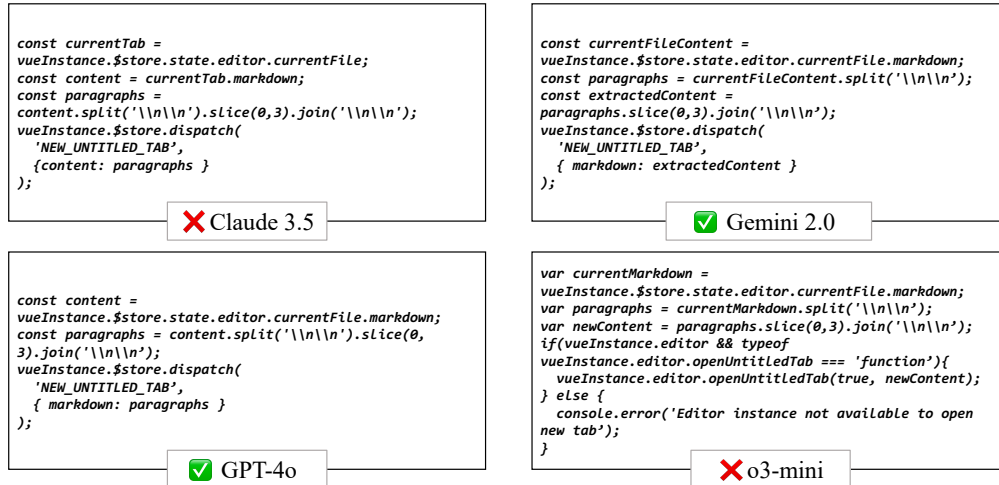 const currentTab =
vueInstance.$store.state.editor.currentFile;
const content = currentTab.markdown;
const paragraphs =
content.split('\\n\\n').slice(0,3).join('\\n\\n');
vueInstance.$store.dispatch(
'NEW_UNTITLED_TAB’,
{content: paragraphs }
);
❌ Claude 3.5
const currentFileContent =
vueInstance.$store.state.editor.currentFile.markdown;
const paragraphs = currentFileContent.split('\\n\\n’);
const extractedContent =
paragraphs.slice(0,3).join('\\n\\n’);
vueInstance.$store.dispatch(
'NEW_UNTITLED_TAB’,
{ markdown: extractedContent }
);
✅ Gemini 2.0
const content =
vueInstance.$store.state.editor.currentFile.markdown;
const paragraphs = content.split('\\n\\n').slice(0,
3).join('\\n\\n’);
vueInstance.$store.dispatch(
'NEW_UNTITLED_TAB’,
{ markdown: paragraphs }
);
✅ GPT-4o
var currentMarkdown =
vueInstance.$store.state.editor.currentFile.markdown;
var paragraphs = currentMarkdown.split('\\n\\n’);
var newContent = paragraphs.slice(0,3).join('\\n\\n’);
if(vueInstance.editor && typeof
vueInstance.editor.openUntitledTab === 'function’){
vueInstance.editor.openUntitledTab(true, newContent);
} else {
console.error('Editor instance not available to open
new tab’);
}
❌ o3-mini